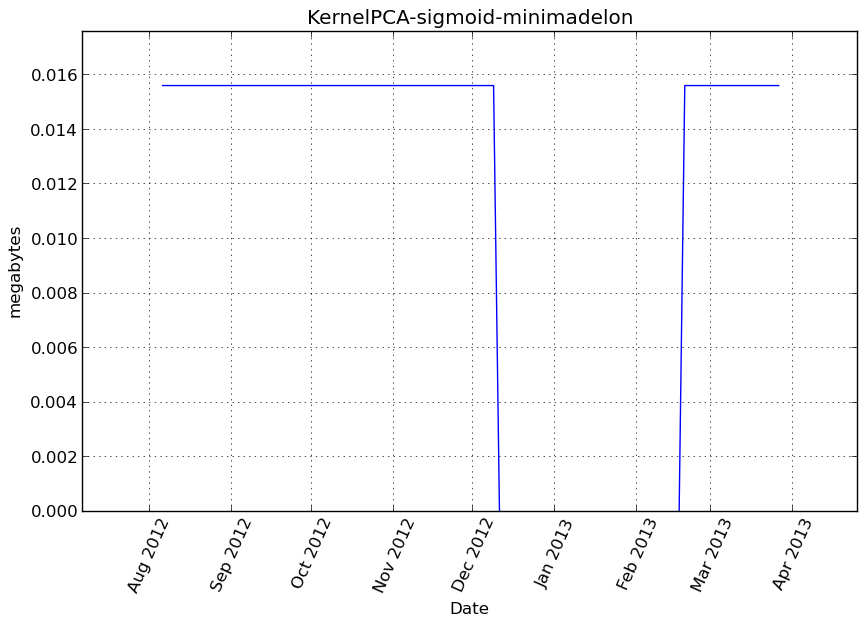 KernelPCA-sigmoid-minimadelon
0.016
0.014
0.012
0.010
0.008
0.006
0.004
0.002
0.000
megabytes
Aug 2012
Sep 2012
Oct 2012
Nov 2012
Dec 2012
Jan 2013
Feb 2013
Mar 2013
Apr 2013
Date